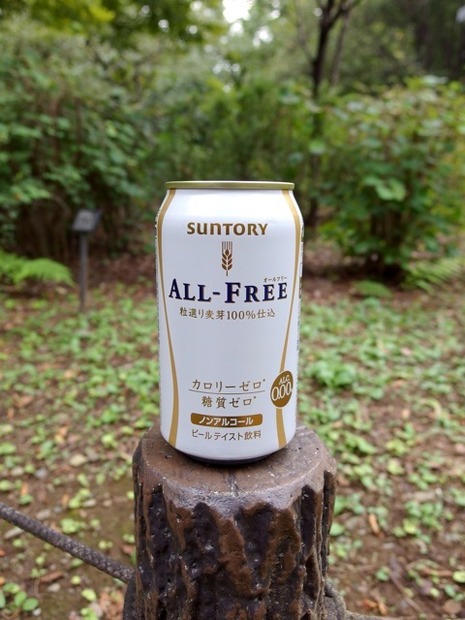 SUNTORY
オールフリー
ALL-FREE
粒選り麦芽100%仕込
カロリーゼロ*
糖質ゼロ*
ALC.
0.00%
ノンアルコール
ビールテイスト飲料